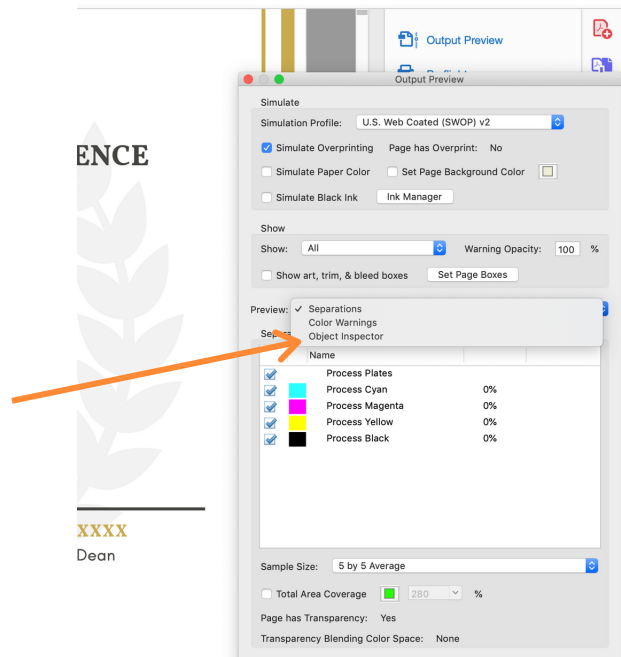 Output Preview
Output Preview
Simulate
Simulation Profile: U.S. Web Coated (SWOP) v2
Simulate Overprinting Page has Overprint: No
Simulate Paper Color Set Page Background Color
Simulate Black Ink Ink Manager
Show
Show: All Warning Opacity: 100 %
Show art, trim, & bleed boxes Set Page Boxes
Preview: ✓ Separations
Color Warnings
Object Inspector
Name
Process Plates
Process Cyan 0%
Process Magenta 0%
Process Yellow 0%
Process Black 0%
Sample Size: 5 by 5 Average
Total Area Coverage 280 %
Page has Transparency: Yes
Transparency Blending Color Space: None
ENCE
XXXX
Dean